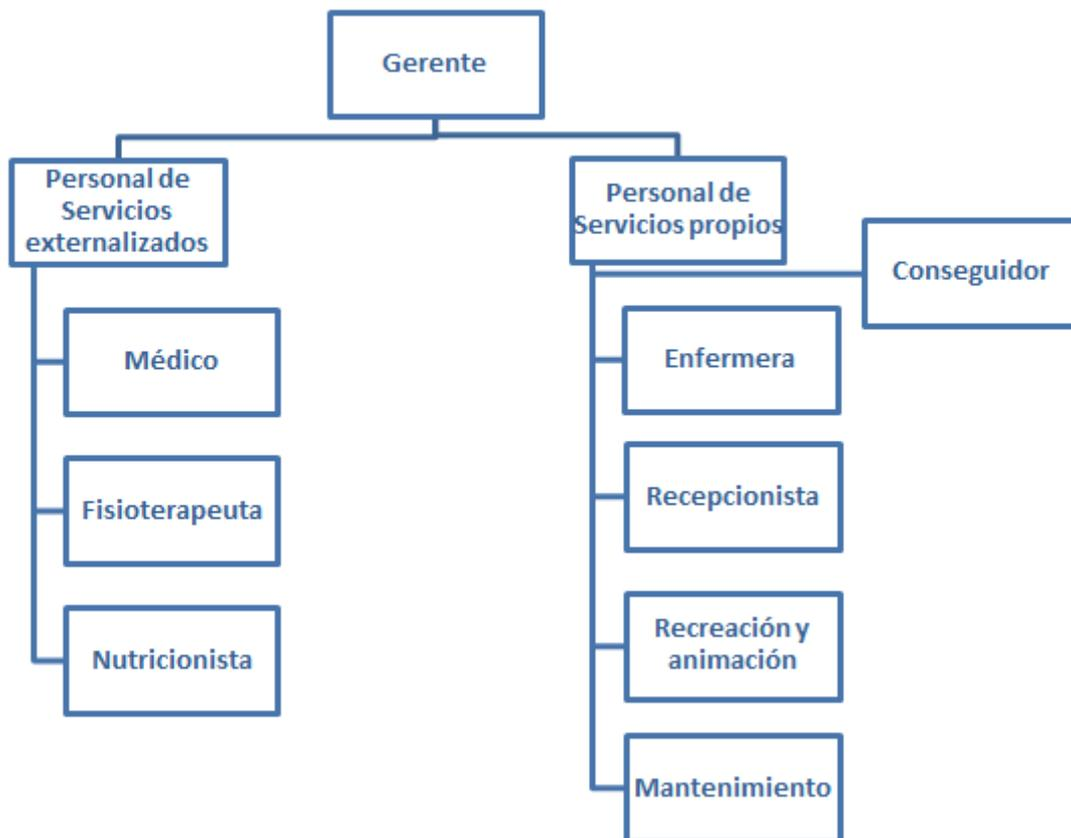 Gerente
Personal de
Servicios
externalizados
Médico
Fisioterapeuta
Nutricionista
Personal de
Servicios propios
Conseguidor
Enfermera
Recepcionista
Recreación y
animación
Mantenimiento